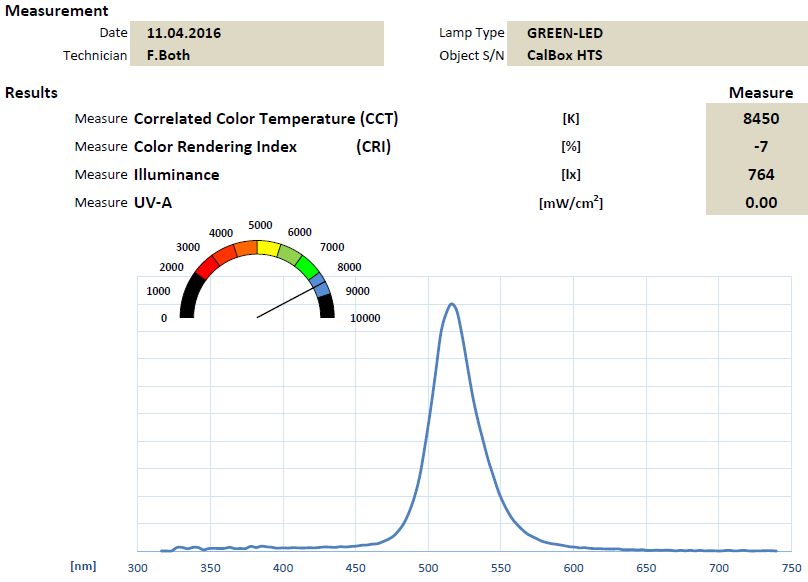 Measurement
Date 11.04.2016 Lamp Type GREEN-LED
Technician F.Both Object S/N CalBox HTS
Results Measure
Measure Correlated Color Temperature (CCT) [K] 8450
Measure Color Rendering Index (CRI) [%] -7
Measure Illuminance [lx] 764
Measure UV-A [mW/cm²] 0.00
5000
4000 6000
3000 7000
2000 8000
1000 9000
0 10000
[nm] 300 350 400 450 500 550 600 650 700 750